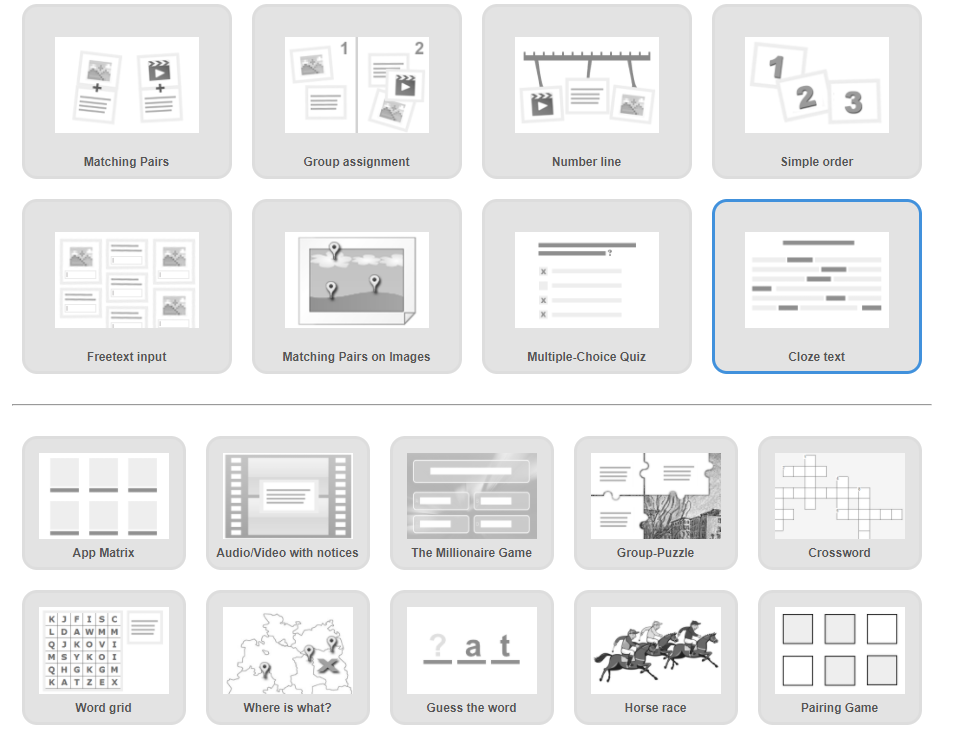 1
2
1
2
3
Matching Pairs
Group assignment
Number line
Simple order
?
x
x
x
Freetext input
Matching Pairs on Images
Multiple-Choice Quiz
Cloze text
App Matrix
Audio/Video with notices
The Millionaire Game
Group-Puzzle
Crossword
K J F I S C
L D A W M M
Q J K O V I
M S Y K O I
Q H G K G M
K A T Z E X
? a t
Word grid
Where is what?
Guess the word
Horse race
Pairing Game